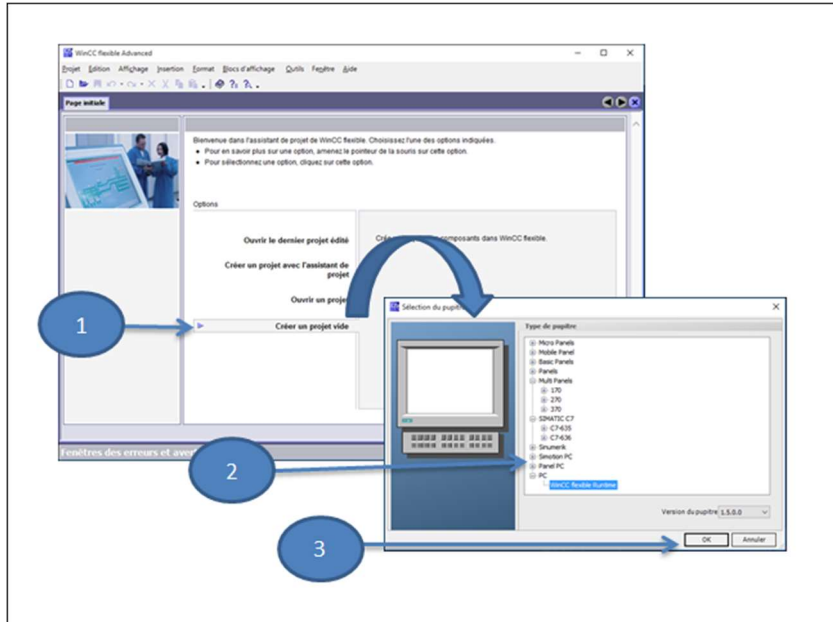 WinCC flexible Advanced
Projet Edition Affichage Insertion Format Blocs d'affichage Outils Fenêtre Aide
Page initiale
Bienvenue dans l'assistant de projet de WinCC flexible. Choisissez l'une des options indiquées.
• Pour en savoir plus sur une option, amenez le pointeur de la souris sur cette option.
• Pour sélectionnez une option, cliquez sur cette option.
Options
Ouvrir le dernier projet édité
composants dans WinCC flexible.
Créer un projet avec l'assistant de
projet
Ouvrir un projet
1
Créer un projet vide
Fenêtres des erreurs et
Sélection du pupitre
Type de pupitre
Micro Panels
Mobile Panel
Basic Panels
Panels
Multi Panels
170
270
370
SIMATIC C7
C7-635
C7-636
Sinumerik
Simotion PC
2
Panel PC
PC
WinCC flexible Runtime
Version du pupitre 1.5.0.0
3
OK Annuler